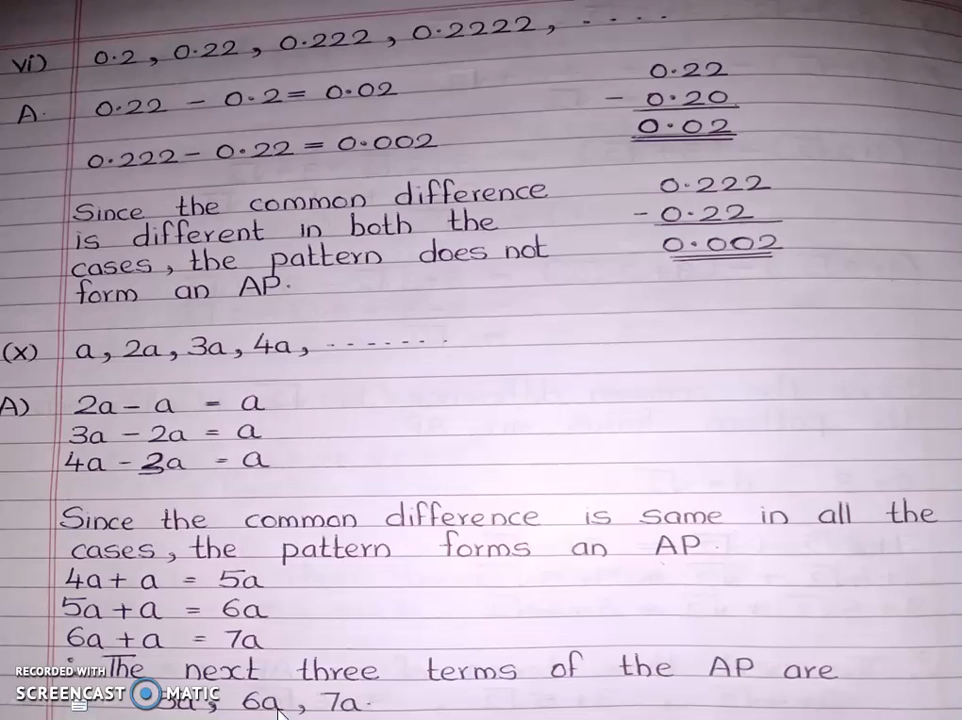 vi) 0.2, 0.22, 0.222, 0.2222, ....
A. 0.22 - 0.2 = 0.02
0.222 - 0.22 = 0.002
Since the common difference
is different in both the
cases, the pattern does not
form an AP.
0.22
- 0.20
0.02
0.222
- 0.22
0.002
(x) a, 2a, 3a, 4a, ......
A) 2a - a = a
3a - 2a = a
4a - 3a = a
Since the common difference is same in all the
cases, the pattern forms an AP.
4a + a = 5a
5a + a = 6a
6a + a = 7a
∴ The next three terms of the AP are
5a, 6a, 7a.
RECORDED WITH
SCREENCAST MATIC